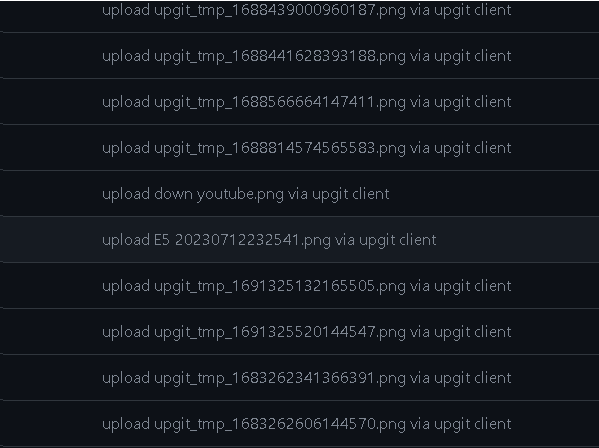 upload upgit_tmp_1688439000960187.png via upgit client
upload upgit_tmp_1688441628393188.png via upgit client
upload upgit_tmp_1688566664147411.png via upgit client
upload upgit_tmp_1688814574565583.png via upgit client
upload down youtube.png via upgit client
upload E5 20230712232541.png via upgit client
upload upgit_tmp_1691325132165505.png via upgit client
upload upgit_tmp_1691325520144547.png via upgit client
upload upgit_tmp_1683262341366391.png via upgit client
upload upgit_tmp_1683262606144570.png via upgit client